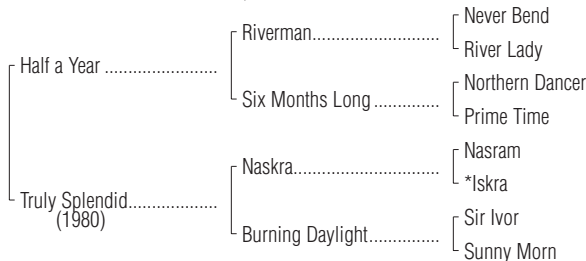 Never Bend
Riverman......................................
River Lady
Half a Year .........................
Northern Dancer
Six Months Long ...............
Prime Time
Nasram
Naskra...........................................
*Iskra
Truly Splendid....................
(1980)
Sir Ivor
Burning Daylight................
Sunny Morn